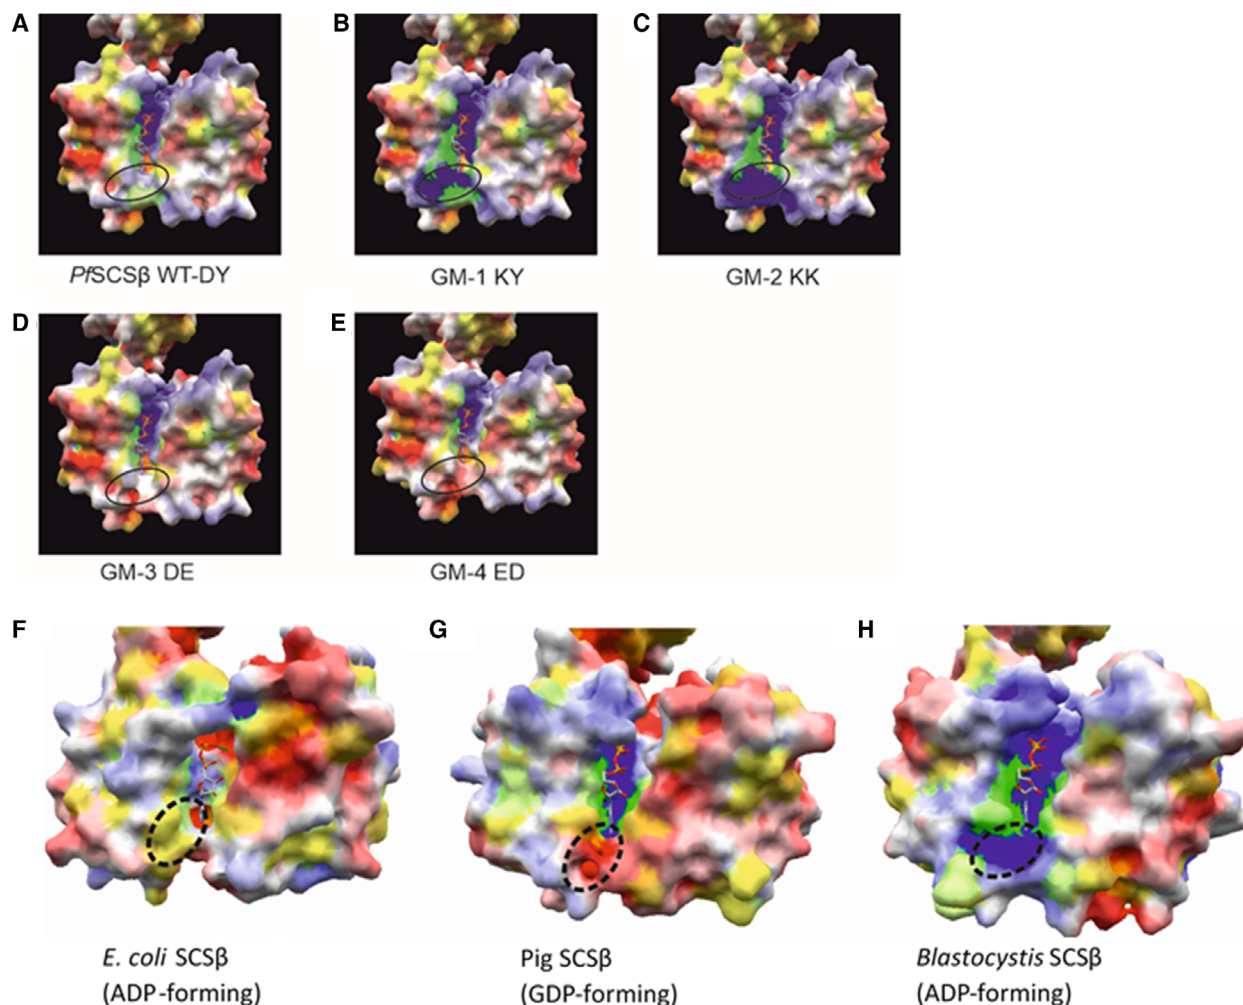 A
B
C
PfSCSβ WT-DY
GM-1 KY
GM-2 KK
D
E
GM-3 DE
GM-4 ED
F
G
H
E. coli SCSβ
(ADP-forming)
Pig SCSβ
(GDP-forming)
Blastocystis SCSβ
(ADP-forming)